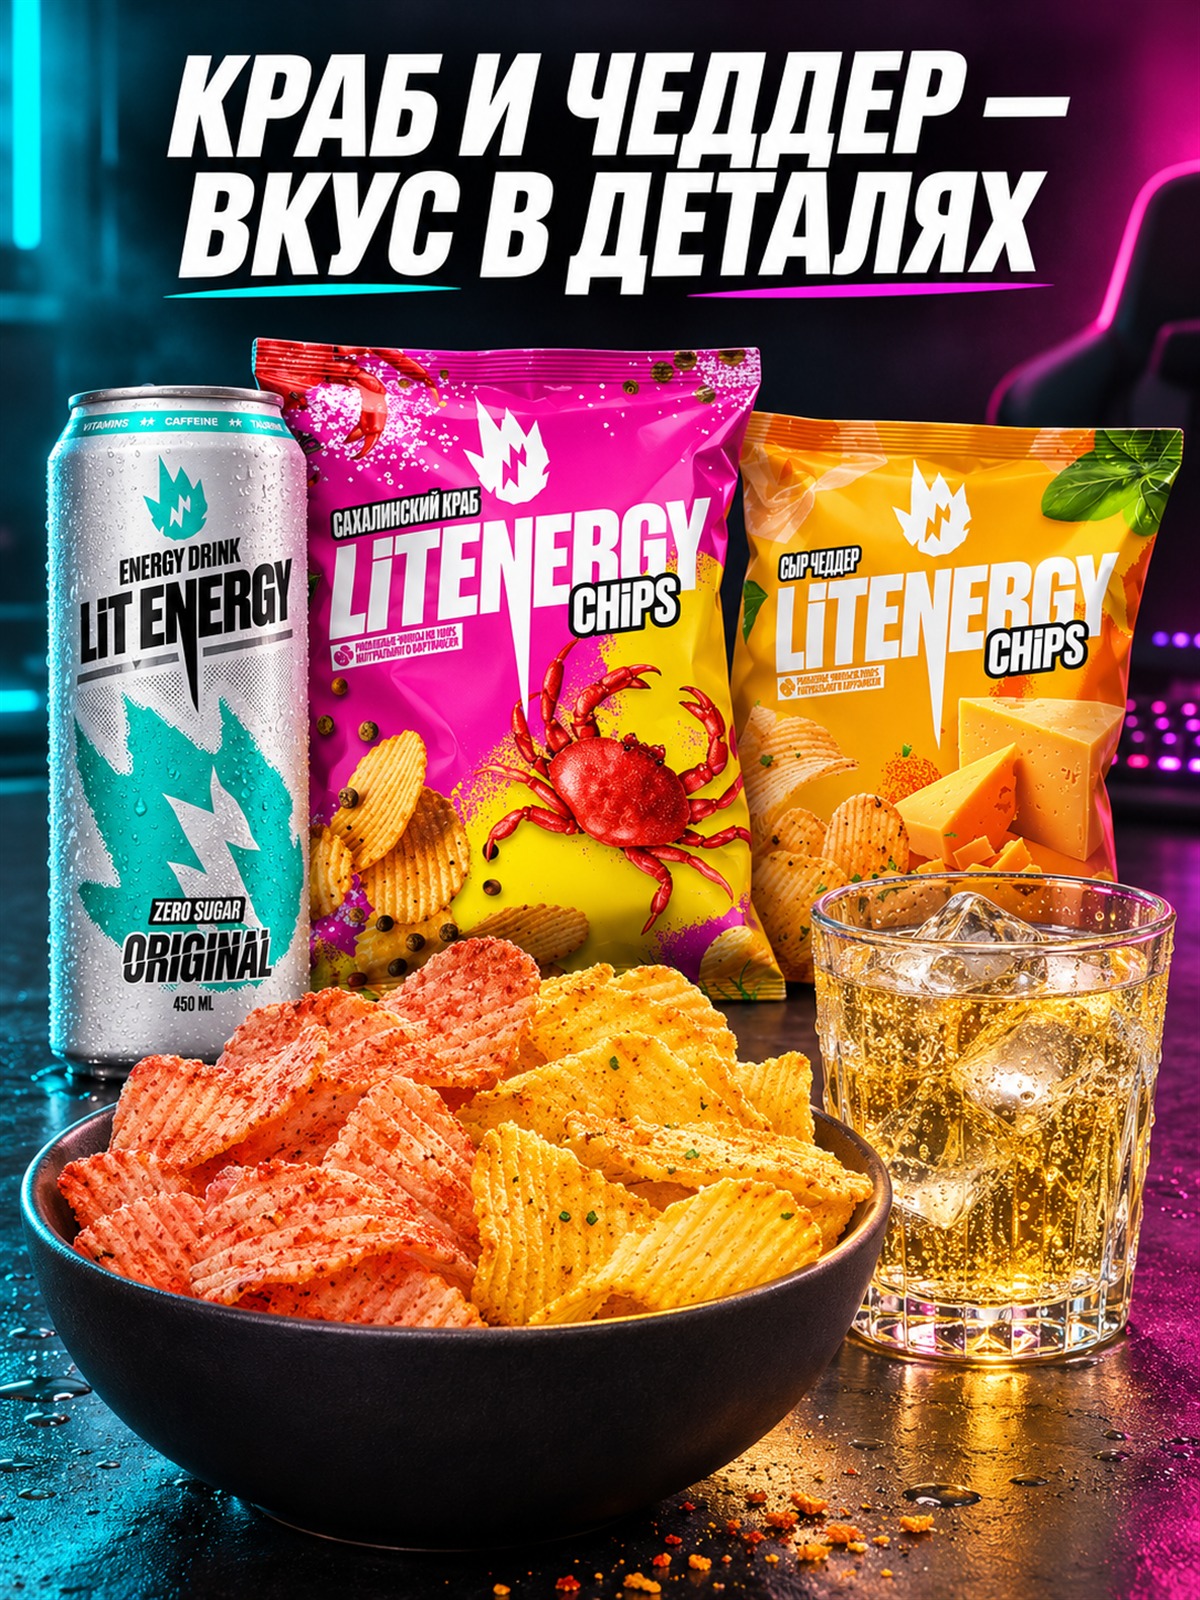 КРАБ И ЧЕДДЕР —
ВКУС В ДЕТАЛЯХ
VITAMINS ★★ CAFFEINE ★★
ENERGY DRINK
LiT ENERGY
ZERO SUGAR
ORIGINAL
450 ML
САХАЛИНСКИЙ КРАБ
LiTENERGY
CHiPS
СЫР ЧЕДДЕР
LiTENERGY
CHiPS